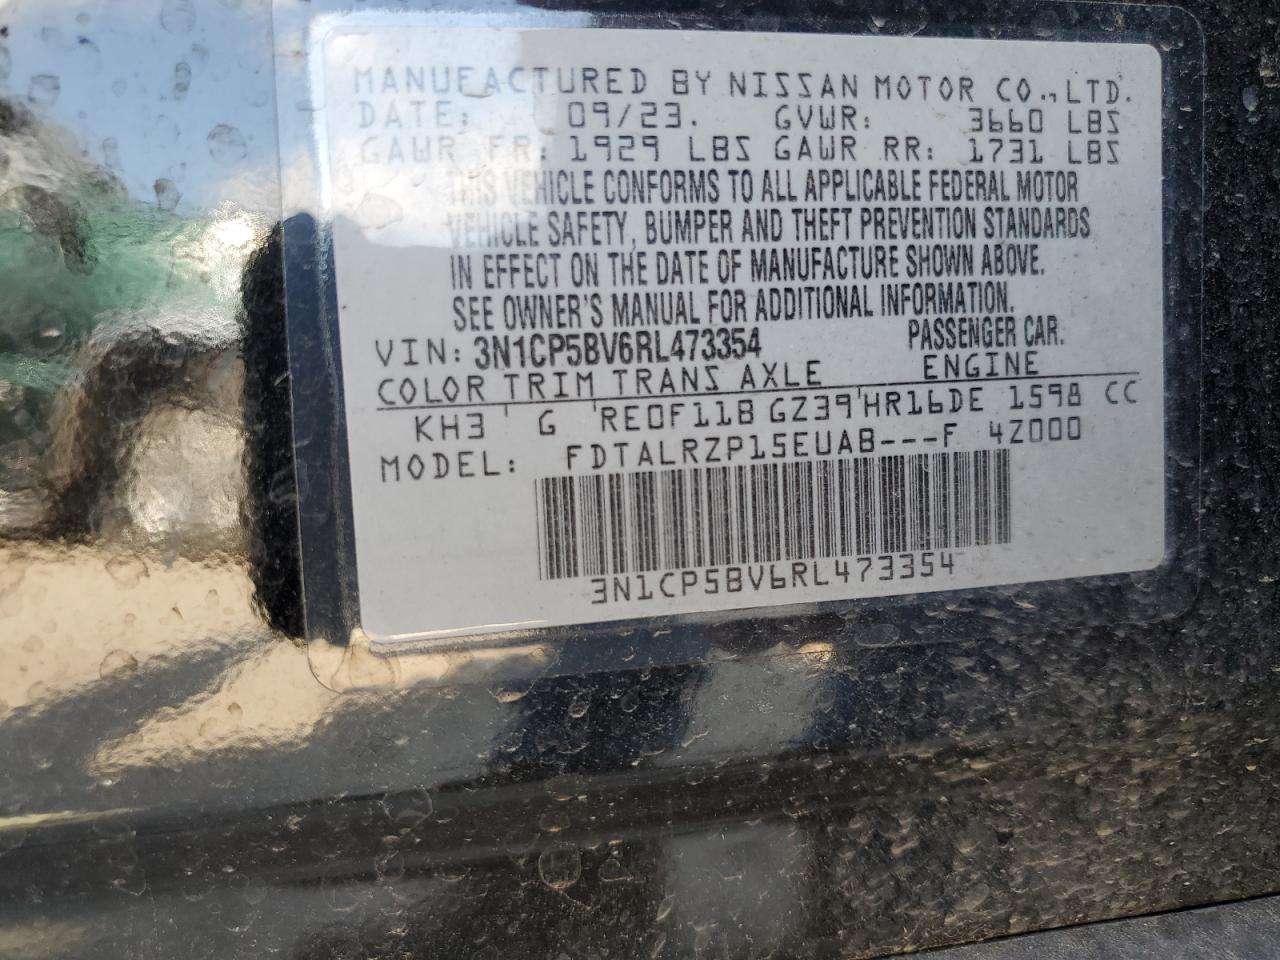 MANUFACTURED BY NISSAN MOTOR CO.,LTD.
DATE: 09/23. GVWR: 3660 LBS
GAWR FR: 1929 LBS GAWR RR: 1731 LBS
THIS VEHICLE CONFORMS TO ALL APPLICABLE FEDERAL MOTOR
VEHICLE SAFETY, BUMPER AND THEFT PREVENTION STANDARDS
IN EFFECT ON THE DATE OF MANUFACTURE SHOWN ABOVE.
SEE OWNER'S MANUAL FOR ADDITIONAL INFORMATION.
VIN: 3N1CP5BV6RL473354 PASSENGER CAR.
COLOR TRIM TRANS AXLE ENGINE
KH3 ' G 'RE0F11B GZ39'HR16DE 1598 CC
MODEL: FDTALRZP15EUAB---F 4Z000
3N1CP5BV6RL473354